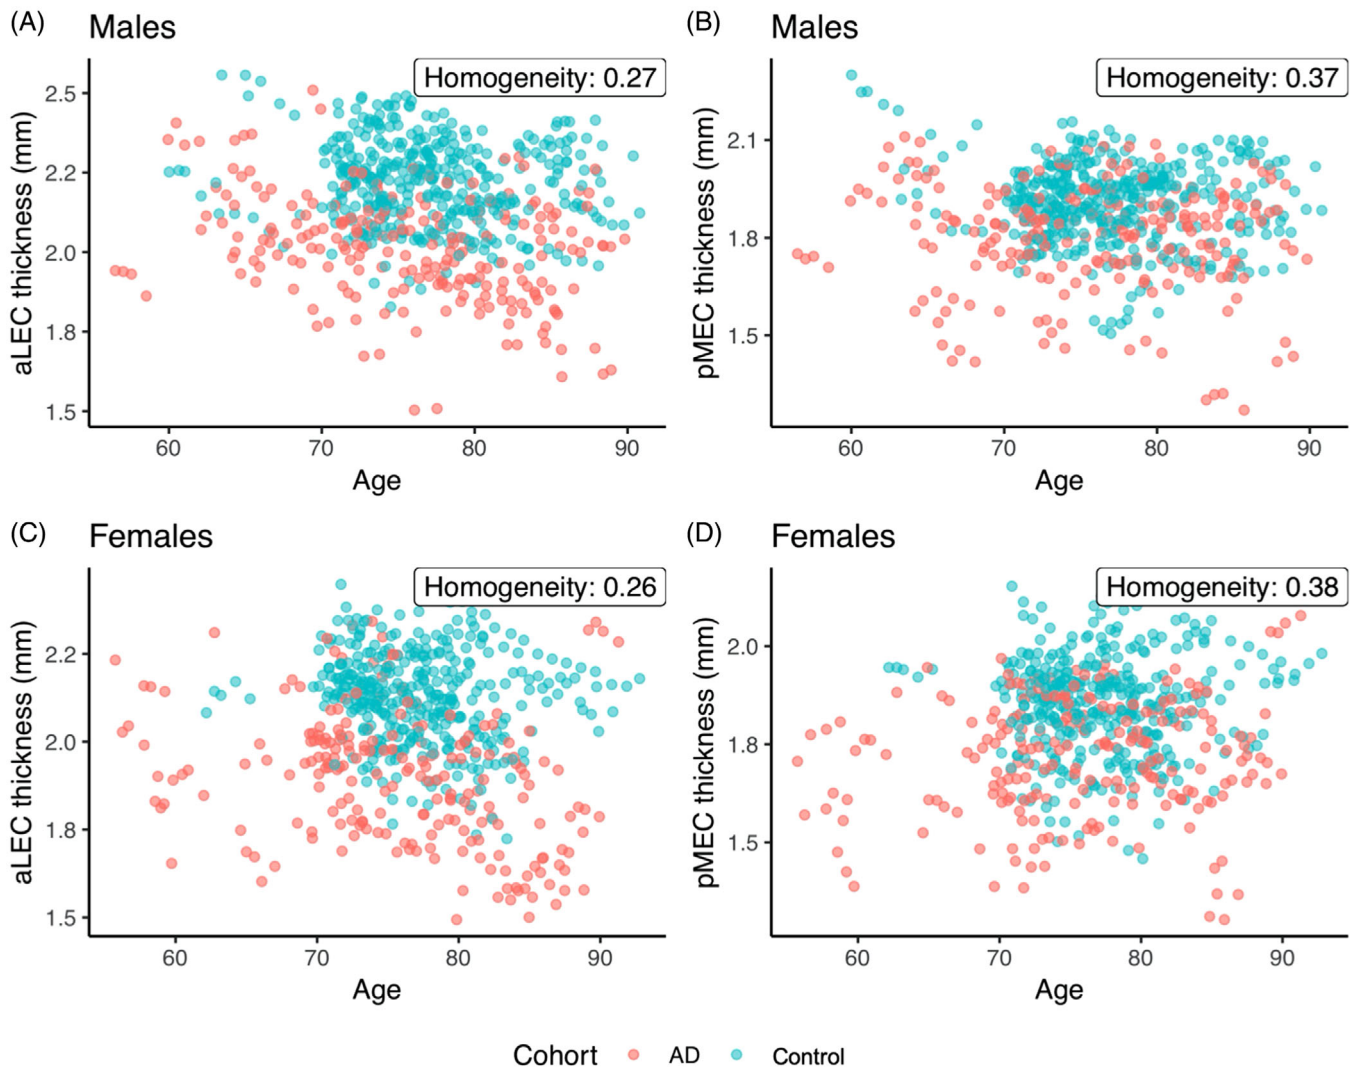 (A) Males
Homogeneity: 0.27
aLEC thickness (mm)
2.5
2.2
2.0
1.8
1.5
60 70 80 90
Age
(B) Males
Homogeneity: 0.37
pMEC thickness (mm)
2.1
1.8
1.5
60 70 80 90
Age
(C) Females
Homogeneity: 0.26
aLEC thickness (mm)
2.2
2.0
1.8
1.5
60 70 80 90
Age
(D) Females
Homogeneity: 0.38
pMEC thickness (mm)
2.0
1.8
1.5
60 70 80 90
Age
Cohort AD Control